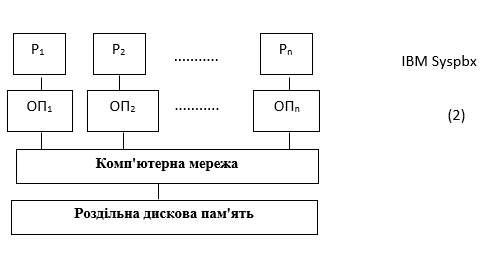 P₁ P₂ ........... Pₙ IBM Syspbx
ОП₁ ОП₂ ........... ОПₙ (2)
Комп'ютерна мережа
Роздільна дискова пам'ять